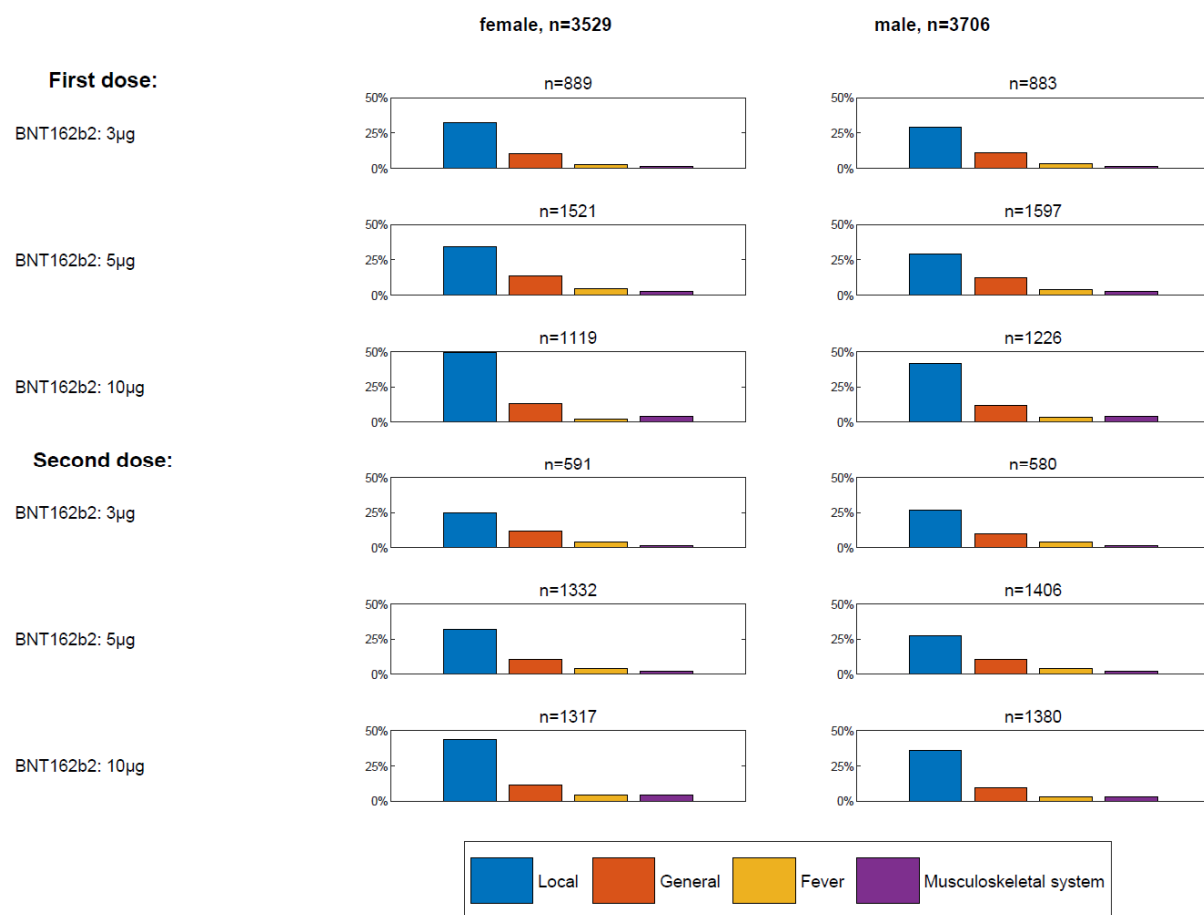 female, n=3529 male, n=3706
First dose:
n=889 n=883
BNT162b2: 3µg
50% 50%
25% 25%
0% 0%
n=1521 n=1597
BNT162b2: 5µg
50% 50%
25% 25%
0% 0%
n=1119 n=1226
BNT162b2: 10µg
50% 50%
25% 25%
0% 0%
Second dose:
n=591 n=580
BNT162b2: 3µg
50% 50%
25% 25%
0% 0%
n=1332 n=1406
BNT162b2: 5µg
50% 50%
25% 25%
0% 0%
n=1317 n=1380
BNT162b2: 10µg
50% 50%
25% 25%
0% 0%
Local General Fever Musculoskeletal system